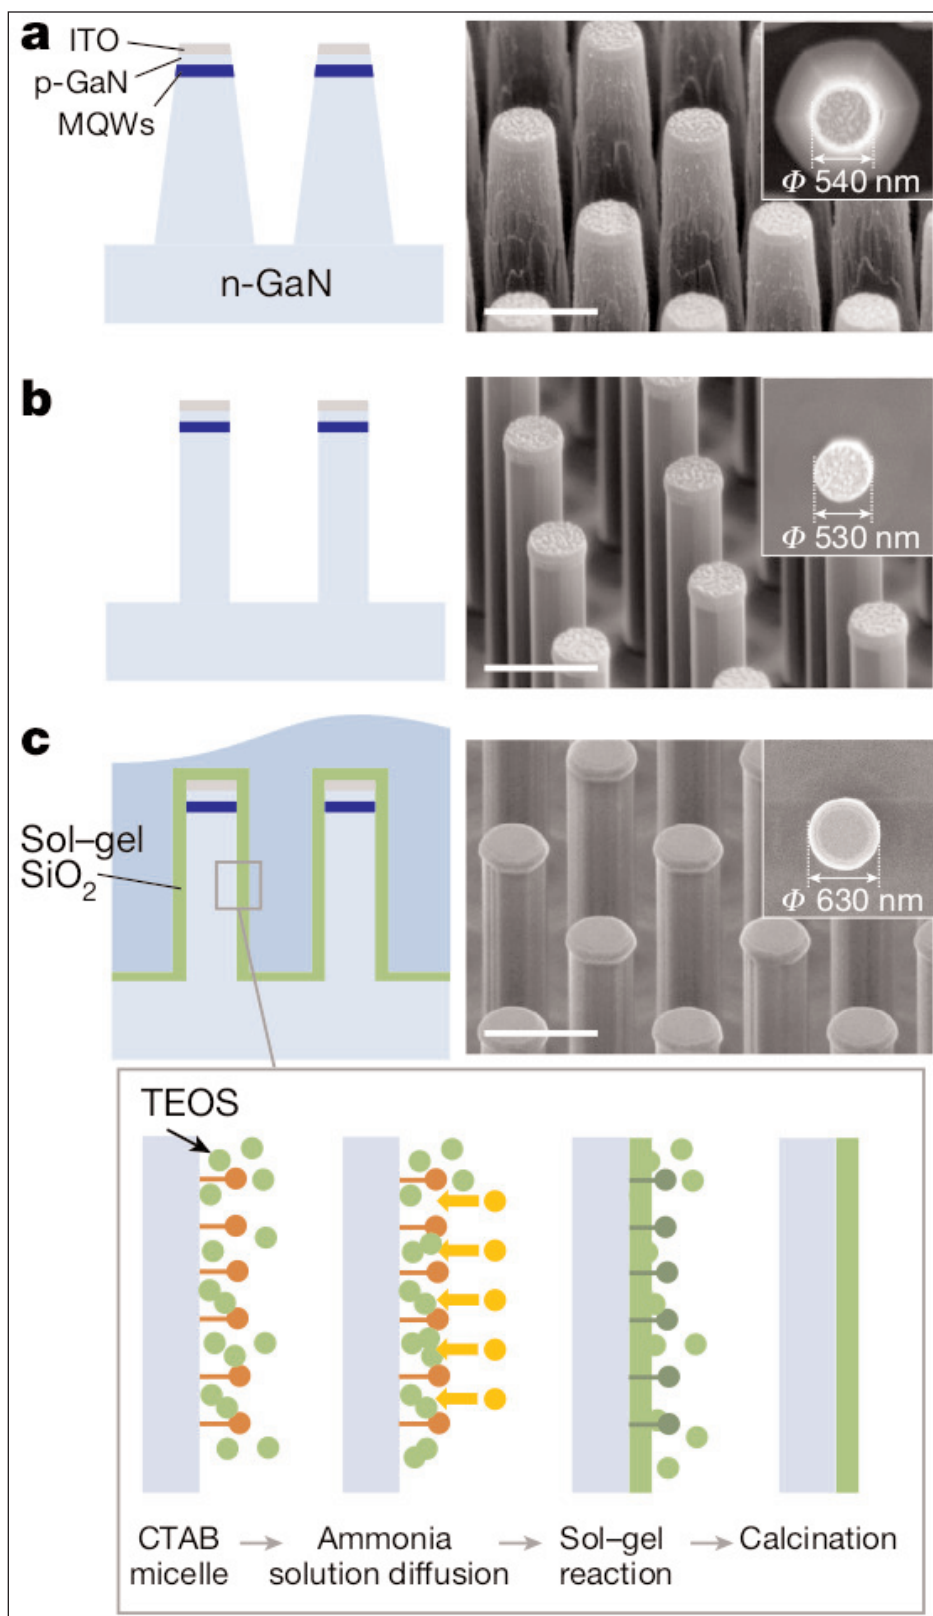 a
ITO
p-GaN
MQWs
n-GaN
Φ 540 nm
b
Φ 530 nm
c
Sol–gel
SiO₂
Φ 630 nm
TEOS
CTAB
micelle
Ammonia
solution diffusion
Sol–gel
reaction
Calcination